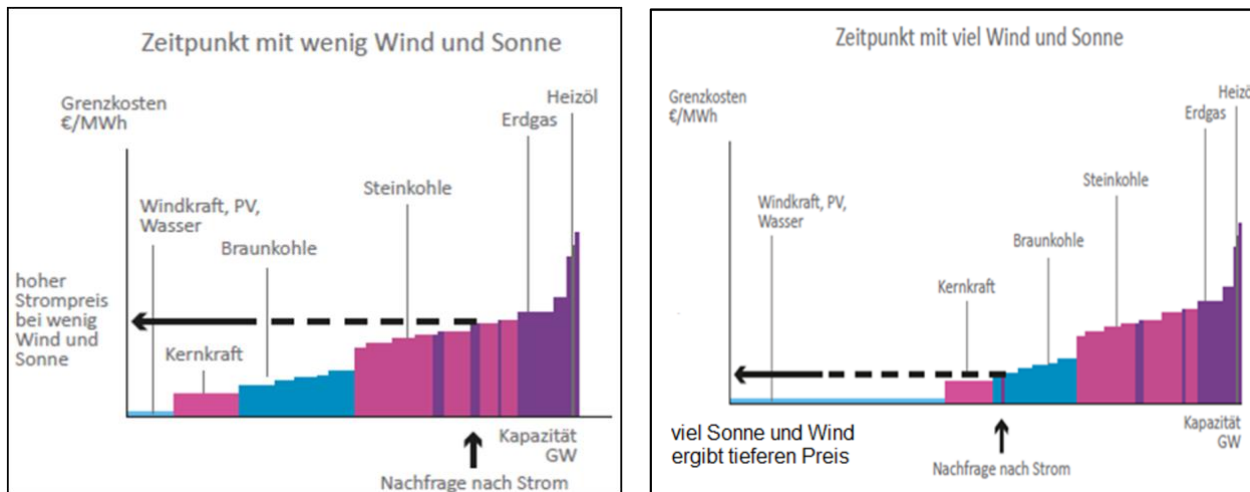 Zeitpunkt mit wenig Wind und Sonne
Grenzkosten
€/MWh
Heizöl
Erdgas
Steinkohle
Windkraft, PV,
Wasser
Braunkohle
hoher
Strompreis
bei wenig
Wind und
Sonne
Kernkraft
Kapazität
GW
Nachfrage nach Strom
Zeitpunkt mit viel Wind und Sonne
Grenzkosten
€/MWh
Heizöl
Erdgas
Steinkohle
Windkraft, PV,
Wasser
Braunkohle
Kernkraft
viel Sonne und Wind
ergibt tieferen Preis
Kapazität
GW
Nachfrage nach Strom